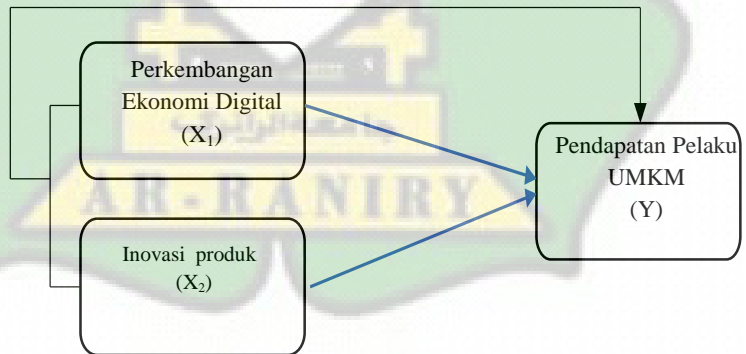 Perkembangan
Ekonomi Digital
(X₁)
Pendapatan Pelaku
UMKM
(Y)
AR-RANIRY
Inovasi produk
(X₂)